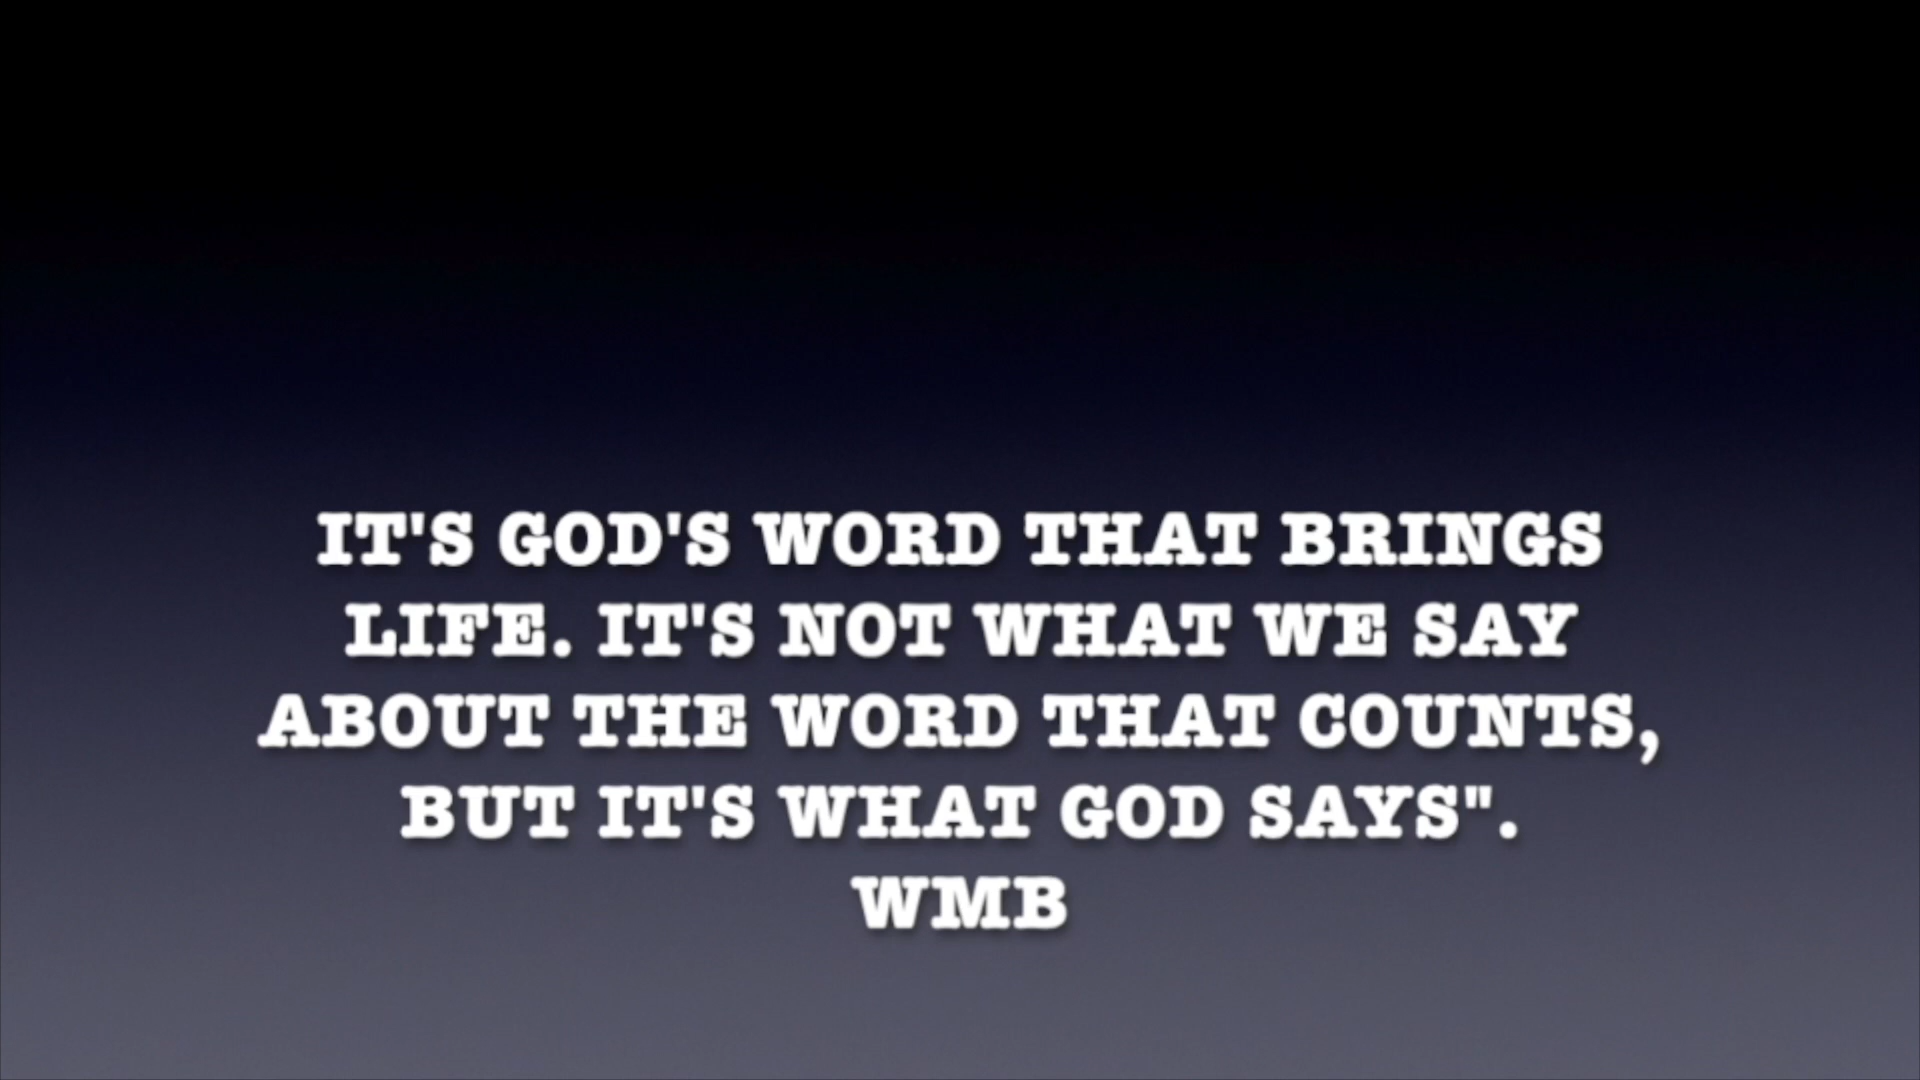 IT'S GOD'S WORD THAT BRINGS
LIFE. IT'S NOT WHAT WE SAY
ABOUT THE WORD THAT COUNTS,
BUT IT'S WHAT GOD SAYS".
WMB